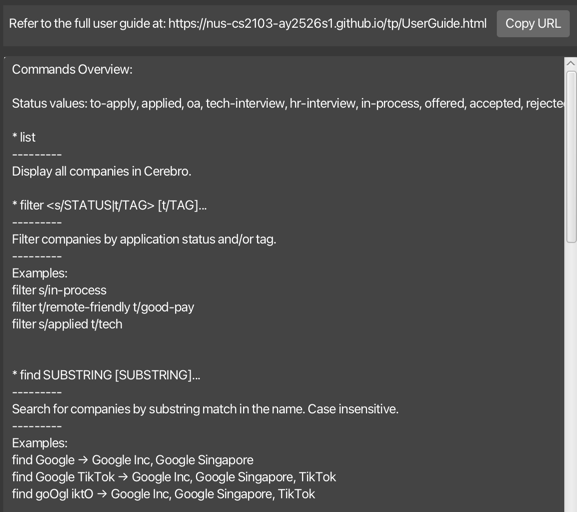 Refer to the full user guide at: https://nus-cs2103-ay2526s1.github.io/tp/UserGuide.html
Copy URL
Commands Overview:
Status values: to-apply, applied, oa, tech-interview, hr-interview, in-process, offered, accepted, rejecte
* list
---------
Display all companies in Cerebro.
* filter <s/STATUS|t/TAG> [t/TAG]...
---------
Filter companies by application status and/or tag.
---------
Examples:
filter s/in-process
filter t/remote-friendly t/good-pay
filter s/applied t/tech
* find SUBSTRING [SUBSTRING]...
---------
Search for companies by substring match in the name. Case insensitive.
---------
Examples:
find Google → Google Inc, Google Singapore
find Google TikTok → Google Inc, Google Singapore, TikTok
find goOgl iktO → Google Inc, Google Singapore, TikTok